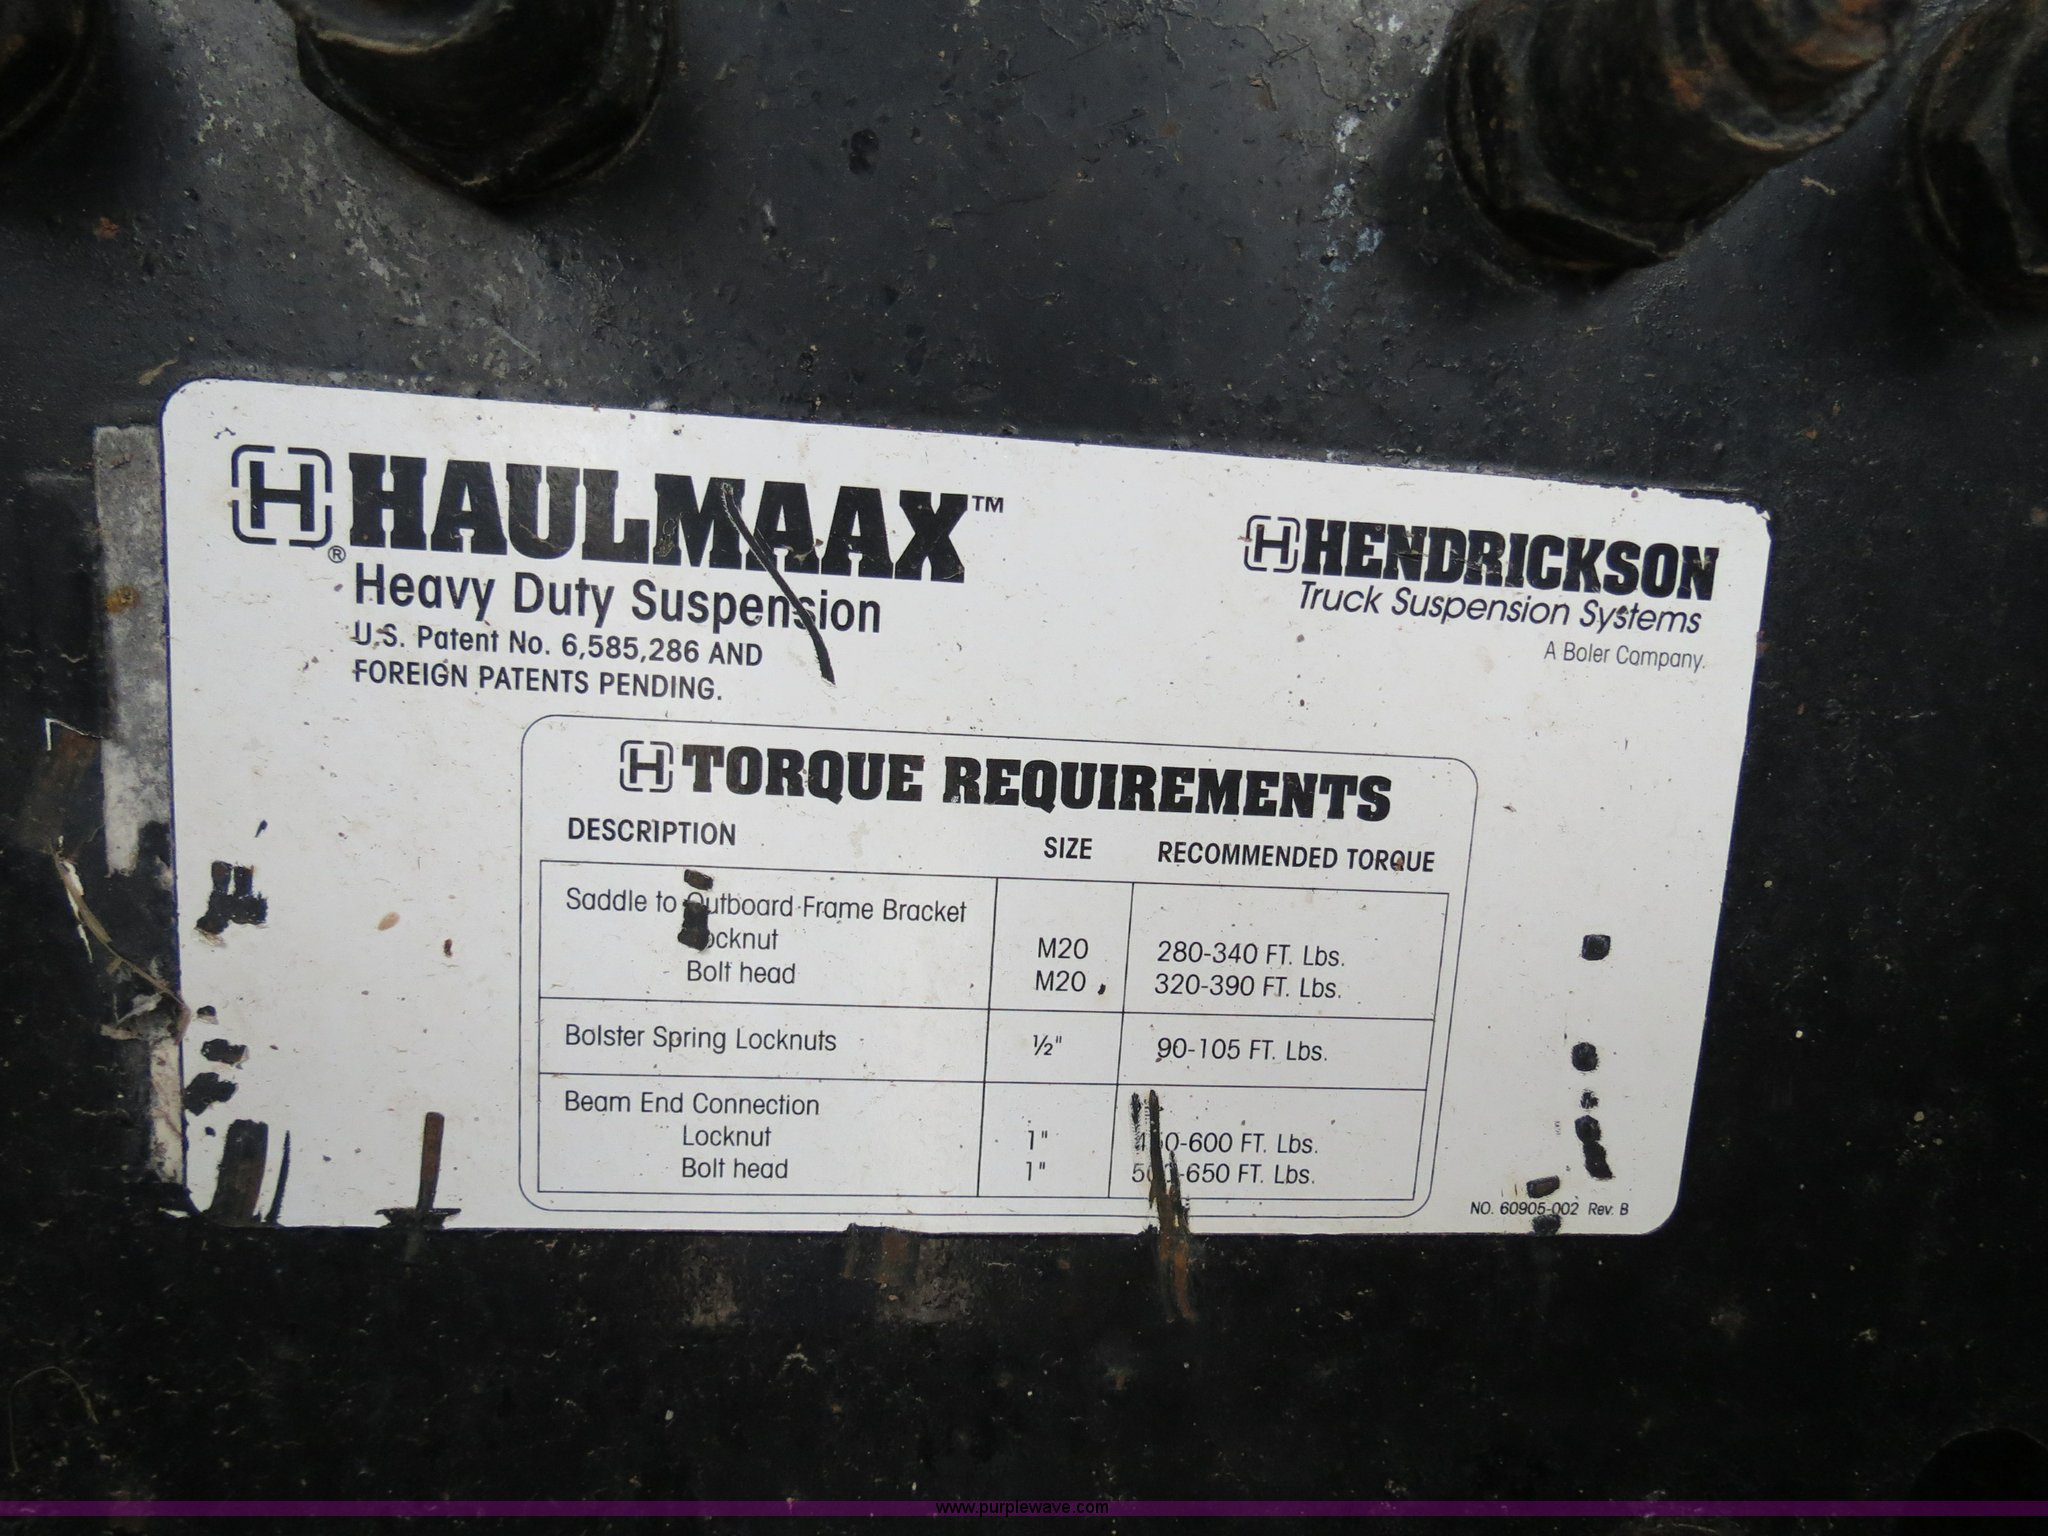 H HAULMAAX™
®
Heavy Duty Suspension
U.S. Patent No. 6,585,286 AND
FOREIGN PATENTS PENDING.
H HENDRICKSON
Truck Suspension Systems
A Boler Company.
H TORQUE REQUIREMENTS
DESCRIPTION SIZE RECOMMENDED TORQUE
Saddle to Outboard Frame Bracket
Locknut M20 280-340 FT. Lbs.
Bolt head M20 320-390 FT. Lbs.
Bolster Spring Locknuts ½" 90-105 FT. Lbs.
Beam End Connection
Locknut 1" FT. Lbs.
Bolt head 1" FT. Lbs.
NO. 60905-002 Rev. B
www.purplewave.com